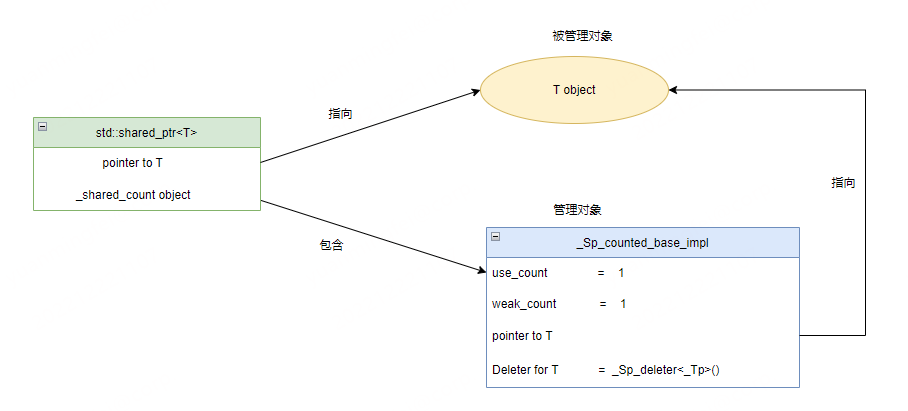 被管理对象
T object
指向
std::shared_ptr<T>
pointer to T
_shared_count object
指向
包含
管理对象
_Sp_counted_base_impl
use_count = 1
weak_count = 1
pointer to T
Deleter for T = _Sp_deleter<_Tp>()